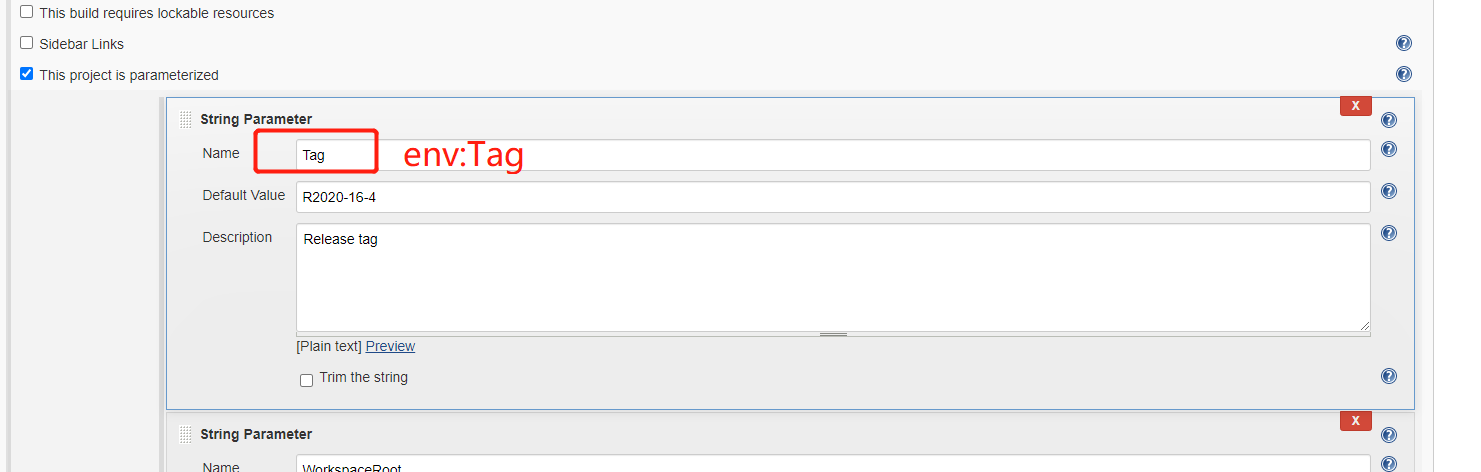 This build requires lockable resources
Sidebar Links
This project is parameterized
X
String Parameter
Name Tag env:Tag
Default Value R2020-16-4
Description Release tag
[Plain text] Preview
Trim the string
X
String Parameter
Name WorkspaceRoot